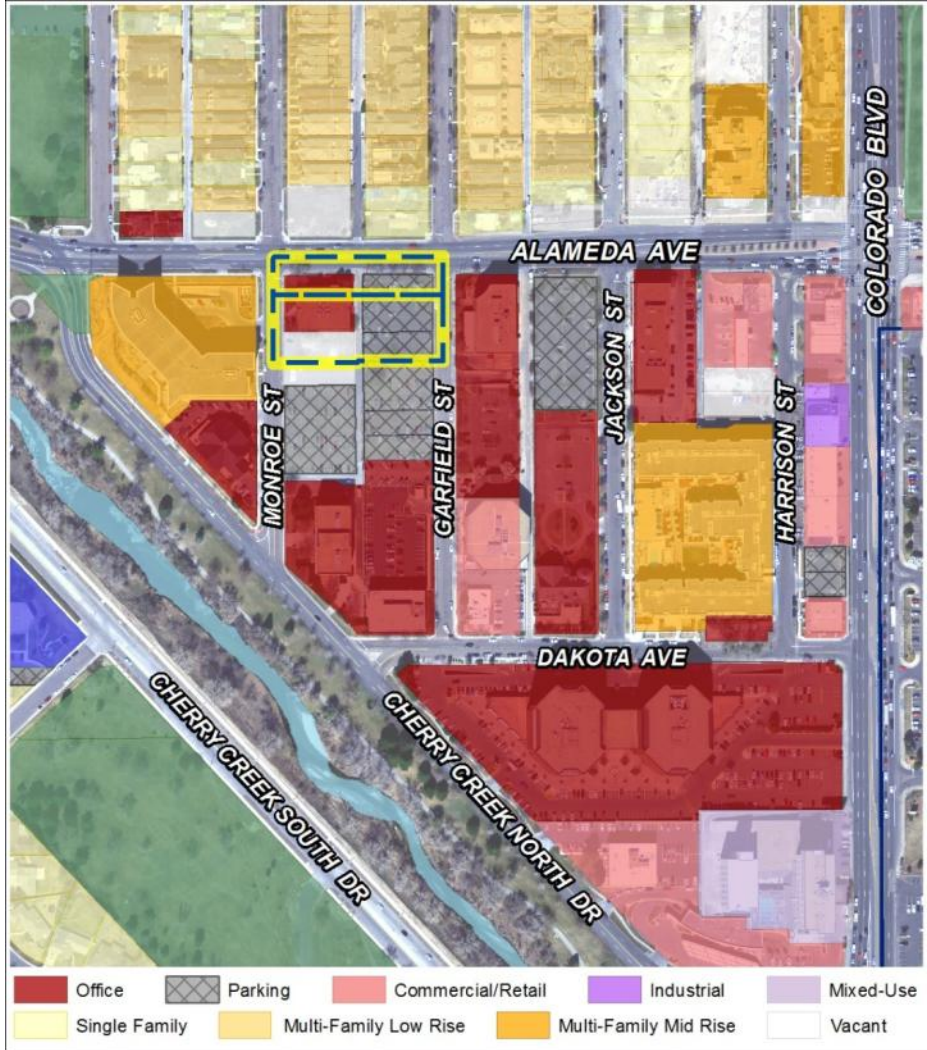 COLORADO BLVD
ALAMEDA AVE
MONROE ST
GARFIELD ST
JACKSON ST
HARRISON ST
DAKOTA AVE
CHERRY CREEK SOUTH DR
CHERRY CREEK NORTH DR
Office Parking Commercial/Retail Industrial Mixed-Use
Single Family Multi-Family Low Rise Multi-Family Mid Rise Vacant